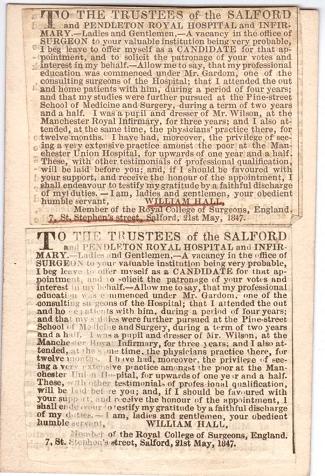 TO THE TRUSTEES of the SALFORD
and PENDLETON ROYAL HOSPITAL and INFIR-
MARY.—Ladies and Gentlemen,—A vacancy in the office of
SURGEON to your valuable institution being very probable,
I beg leave to offer myself as a CANDIDATE for that ap-
pointment, and to solicit the patronage of your votes and
interest in my behalf.—Allow me to say, that my professional
education was commenced under Mr. Gardom, one of the
consulting surgeons of the Hospital; that I attended the out
and home patients with him, during a period of four years;
and that my studies were further pursued at the Pine-street
School of Medicine and Surgery, during a term of two years
and a half. I was a pupil and dresser of Mr. Wilson, at the
Manchester Royal Infirmary, for three years; and I also at-
tended, at the same time, the physicians' practice there, for
twelve months. I have had, moreover, the privilege of see-
ing a very extensive practice amongst the poor at the Man-
chester Union Hospital, for upwards of one year and a half.
These, with other testimonials of professional qualification,
will be laid before you; and, if I should be favoured with
your support, and receive the honour of the appointment, I
shall endeavour to testify my gratitude by a faithful discharge
of my duties.—I am, ladies and gentlemen, your obedient
humble servant, WILLIAM HALL,
Member of the Royal College of Surgeons, England.
7, St. Stephen's street, Salford, 21st May, 1847.
TO THE TRUSTEES of the SALFORD
and PENDLETON ROYAL HOSPITAL and INFIR-
MARY.—Ladies and Gentlemen,—A vacancy in the office of
SURGEON to your valuable institution being very probable,
I beg leave to offer myself as a CANDIDATE for that ap-
pointment, and to solicit the patronage of your votes and
interest in my behalf.—Allow me to say, that my professional
education was commenced under Mr. Gardom, one of the
consulting surgeons of the Hospital; that I attended the out
and home patients with him, during a period of four years;
and that my studies were further pursued at the Pine-street
School of Medicine and Surgery, during a term of two years
and a half. I was a pupil and dresser of Mr. Wilson, at the
Manchester Royal Infirmary, for three years, and I also at-
tended, at the same time, the physicians practice there, for
twelve months. I have had, moreover, the privilege of see-
ing a very extensive practice amongst the poor at the Man-
chester Union Hospital, for upwards of one year and a half.
These, with other testimonials of professional qualification,
will be laid before you; and, if I should be favoured with
your support, and receive the honour of the appointment, I
shall endeavour to testify my gratitude by a faithful discharge
of my duties.—I am, ladies and gentlemen, your obedient
humble servant, WILLIAM HALL,
Member of the Royal College of Surgeons, England.
7, St. Stephen's street, Salford, 21st May, 1847.